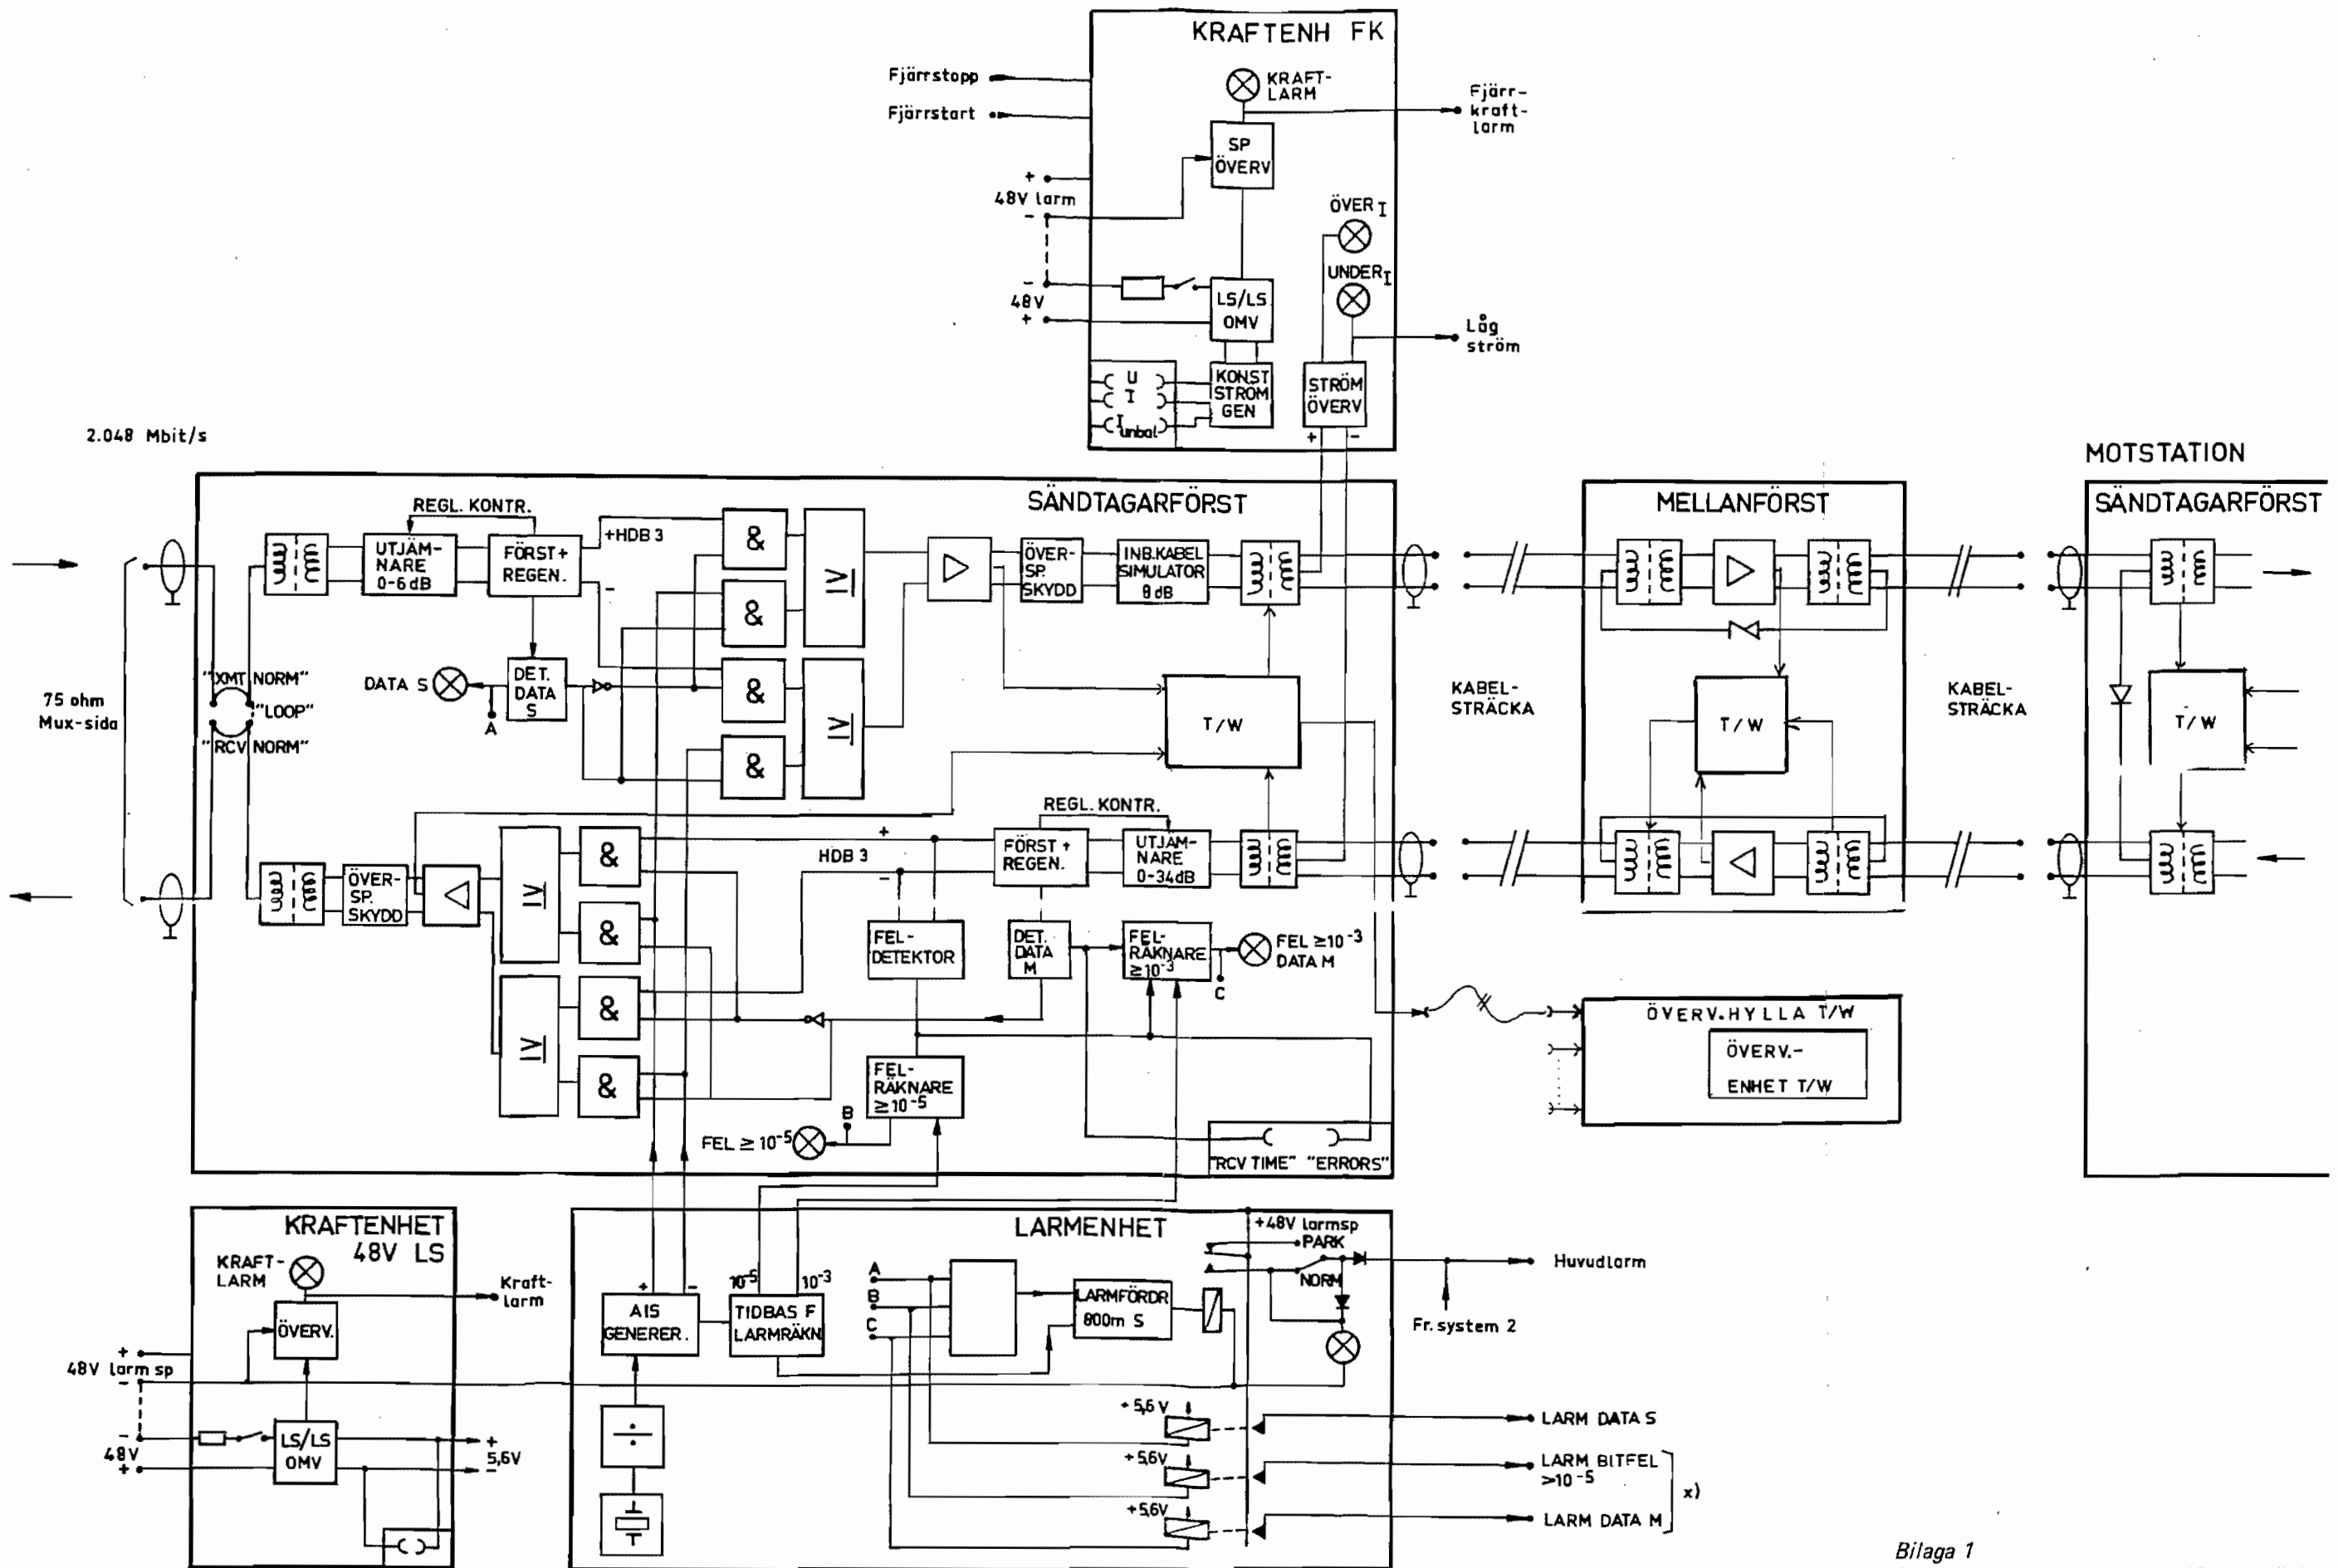 KRAFTENH FK
Fjärrstopp
Fjärrstart
KRAFT-
LARM
Fjärr-
kraft-
larm
SP
ÖVERV
+
48V larm
-
ÖVER I
UNDER I
-
48V
+
LS/LS
OMV
Låg
ström
U
I
I unbal
KONST
STROM
GEN
STRÖM
ÖVERV
+ -
2.048 Mbit/s
MOTSTATION
SÄNDTAGARFÖRST
MELLANFÖRST
SÄNDTAGARFÖRST
REGL. KONTR.
UTJÄM-
NARE
0-6dB
FÖRST+
REGEN.
+HDB 3
-
&
&
&
&
≥1
≥1
ÖVER-
SP.
SKYDD
INB.KABEL
SIMULATOR
8 dB
"XMT NORM"
"LOOP"
"RCV NORM"
75 ohm
Mux-sida
DATA S
A
DET.
DATA
S
T/W
KABEL-
STRÄCKA
T/W
KABEL-
STRÄCKA
T/W
REGL. KONTR.
ÖVER-
SP.
SKYDD
≥1
≥1
&
&
&
&
+
HDB 3
-
FÖRST +
REGEN.
UTJÄM-
NARE
0-34dB
FEL-
DETEKTOR
DET.
DATA
M
FEL-
RÄKNARE
≥10-3
FEL ≥10-3
DATA M
C
FEL-
RÄKNARE
≥10-5
B
FEL ≥ 10-5
"RCV TIME" "ERRORS"
ÖVERV.HYLLA T/W
ÖVERV.-
ENHET T/W
KRAFTENHET
48V LS
KRAFT-
LARM
Kraft-
larm
ÖVERV.
+
48V larm sp
-
-
48V
+
LS/LS
OMV
+
5,6V
-
LARMENHET
+ -
10-5 10-3
AIS
GENERER.
TIDBAS F
LARMRÄKN
÷
A
B
C
LARMFÖRDR
800m S
+48V larmsp
PARK
NORM
Huvudlarm
Fr. system 2
+5,6 V
LARM DATA S
+5,6V
LARM BITFEL
>10-5
+5,6V
LARM DATA M
x)
Bilaga 1